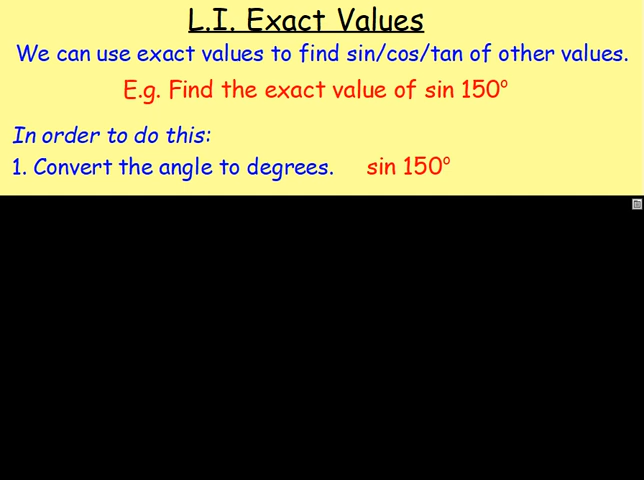 L.I. Exact Values
We can use exact values to find sin/cos/tan of other values.
E.g. Find the exact value of sin 150°
In order to do this:
1. Convert the angle to degrees. sin 150°